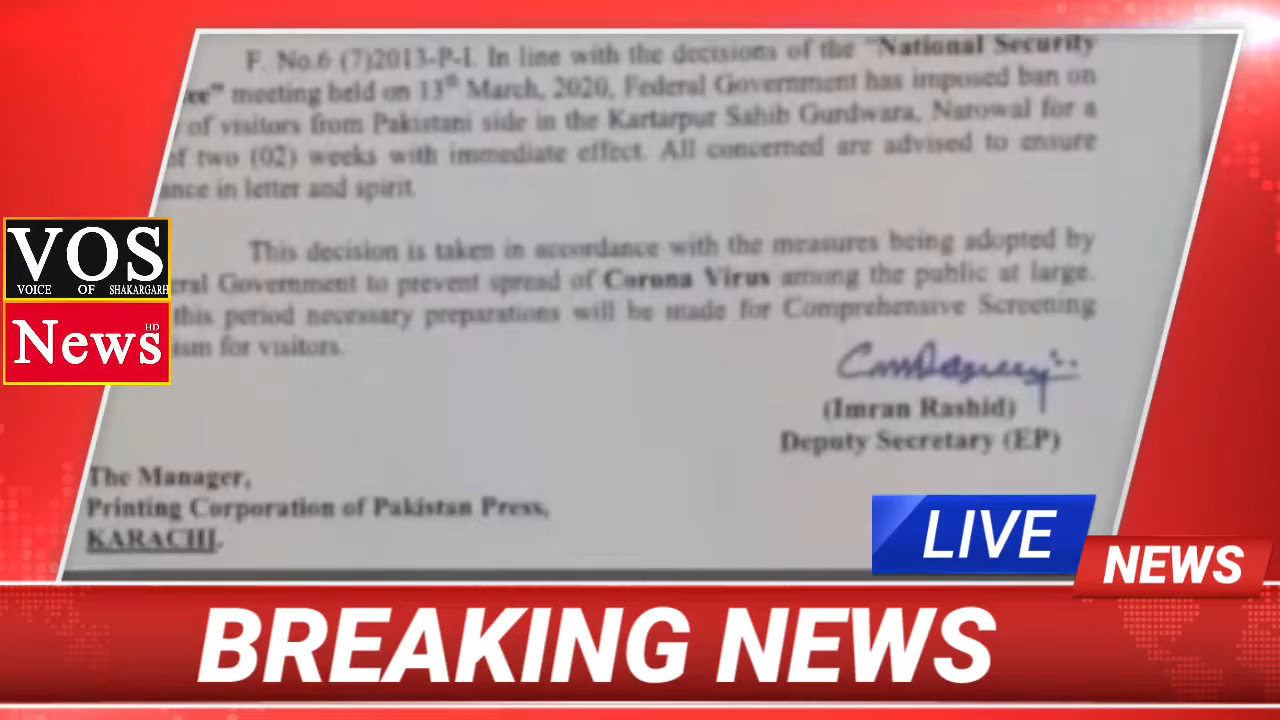 F. No.6 (7)2013-P-I. In line with the decisions of the "National Security
ee" meeting held on 13th March, 2020, Federal Government has imposed ban on
of visitors from Pakistani side in the Kartarpur Sahib Gurdwara, Narowal for a
of two (02) weeks with immediate effect. All concerned are advised to ensure
ance in letter and spirit.
This decision is taken in accordance with the measures being adopted by
eral Government to prevent spread of Corona Virus among the public at large.
this period necessary preparations will be made for Comprehensive Screening
ism for visitors.
(Imran Rashid)
Deputy Secretary (EP)
The Manager,
Printing Corporation of Pakistan Press,
KARACHI.
VOS
VOICE OF SHAKARGARH
News HD
LIVE
NEWS
BREAKING NEWS